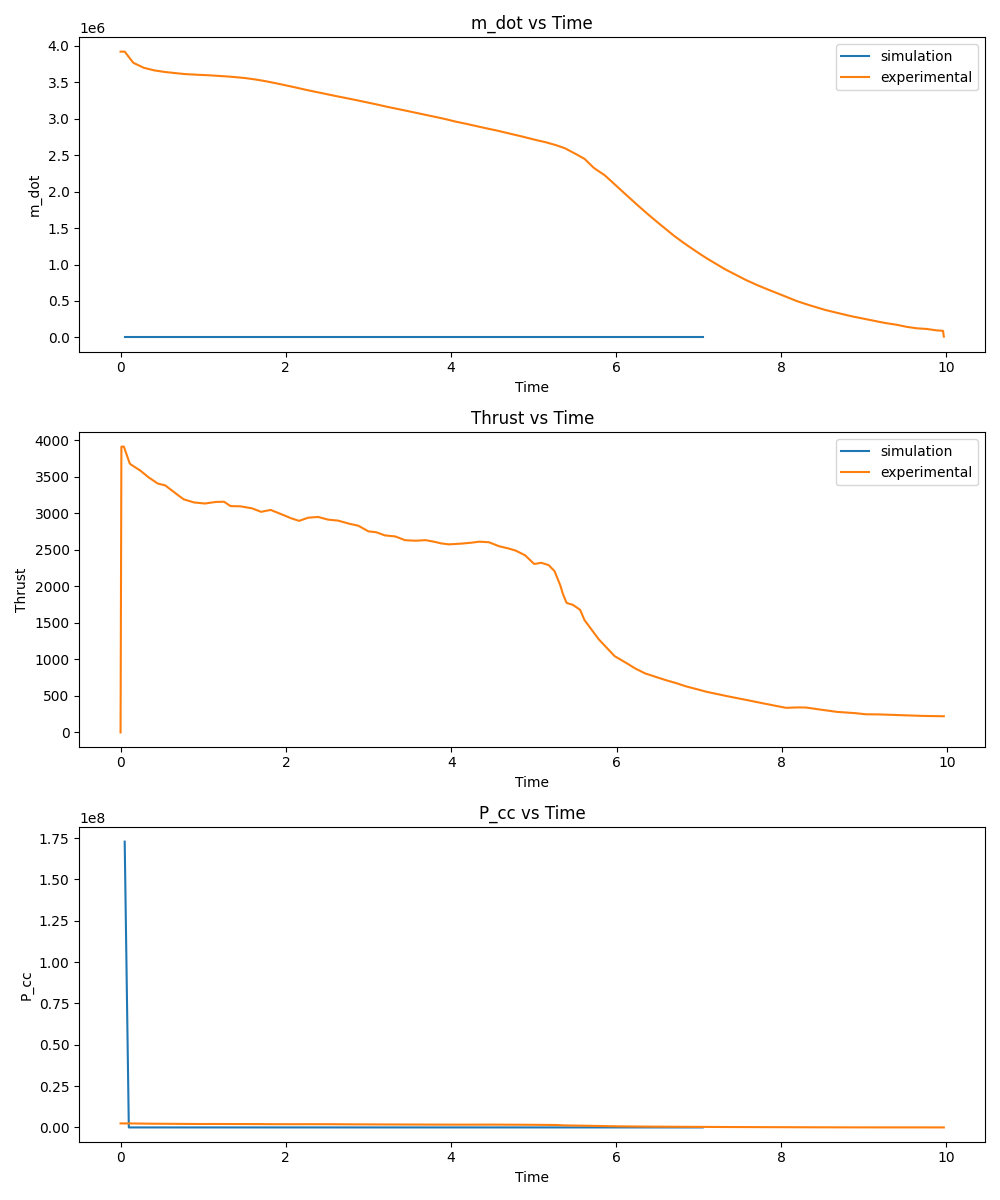 m_dot vs Time
1e6
4.0
3.5
3.0
2.5
2.0
1.5
1.0
0.5
0.0
m_dot
simulation
experimental
0 2 4 6 8 10
Time
Thrust vs Time
4000
3500
3000
2500
2000
1500
1000
500
0
Thrust
simulation
experimental
0 2 4 6 8 10
Time
P_cc vs Time
1e8
1.75
1.50
1.25
1.00
0.75
0.50
0.25
0.00
P_cc
0 2 4 6 8 10
Time